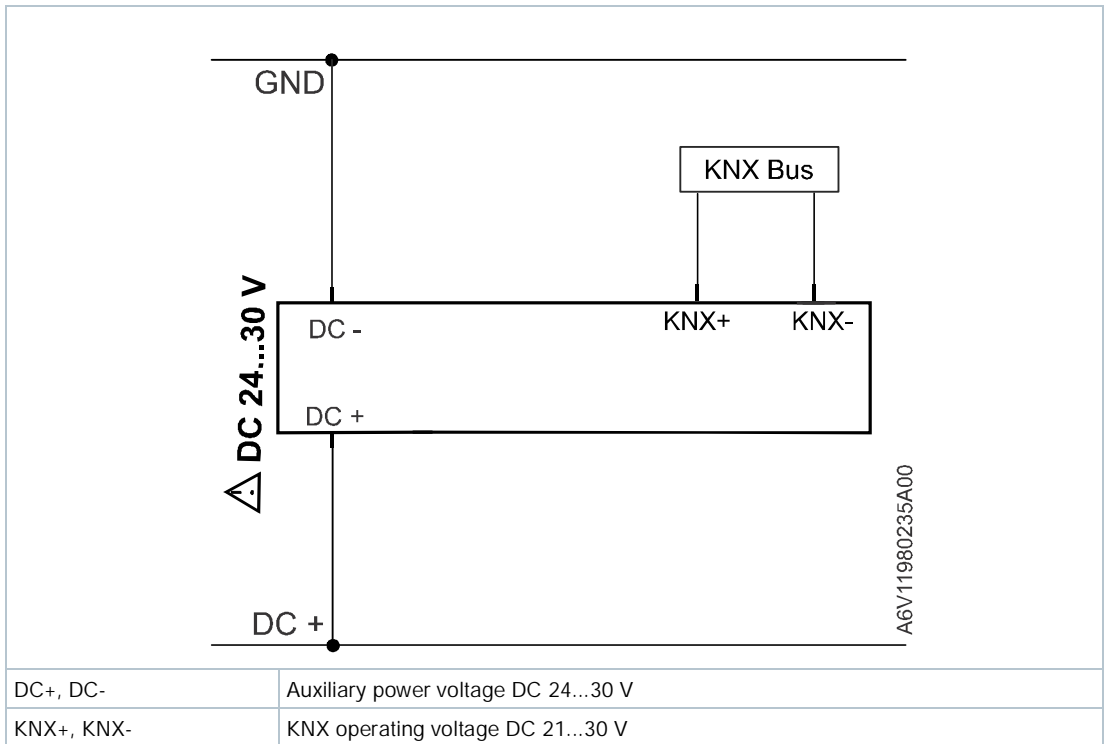 GND
KNX Bus
DC 24...30 V
DC -
KNX+
KNX-
DC +
A6V11980235A00
DC +
DC+, DC- Auxiliary power voltage DC 24...30 V
KNX+, KNX- KNX operating voltage DC 21...30 V